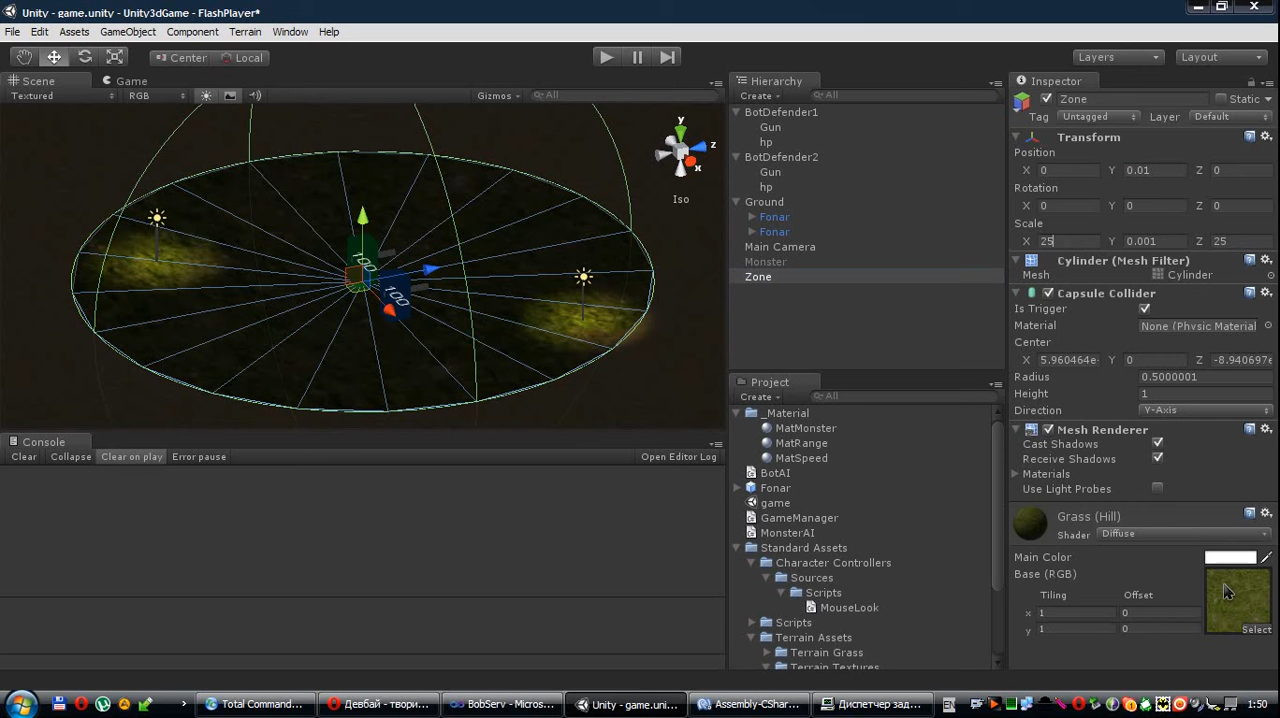 Unity - game.unity - Unity3dGame - FlashPlayer*
File Edit Assets GameObject Component Terrain Window Help
Center Local Layers Layout
Scene Game
Textured RGB Gizmos All
y
z
x
Iso
100
100
Hierarchy
Create All
BotDefender1
Gun
hp
BotDefender2
Gun
hp
Ground
Fonar
Fonar
Main Camera
Monster
Zone
Project
Create All
_Material
MatMonster
MatRange
MatSpeed
BotAI
Fonar
game
GameManager
MonsterAI
Standard Assets
Character Controllers
Sources
Scripts
MouseLook
Scripts
Terrain Assets
Terrain Grass
Terrain Textures
Console
Clear Collapse Clear on play Error pause Open Editor Log
Inspector
Zone Static
Tag Untagged Layer Default
Transform
Position
X 0 Y 0.01 Z 0
Rotation
X 0 Y 0 Z 0
Scale
X 25 Y 0.001 Z 25
Cylinder (Mesh Filter)
Mesh Cylinder
Capsule Collider
Is Trigger
Material None (Physic Material
Center
X 5.960464e- Y 0 Z -8.940697e
Radius 0.5000001
Height 1
Direction Y-Axis
Mesh Renderer
Cast Shadows
Receive Shadows
Materials
Use Light Probes
Grass (Hill)
Shader Diffuse
Main Color
Base (RGB)
Tiling Offset
x 1 0
y 1 0
Select
Total Command... Девбай - твори... BobServ - Micros... Unity - game.uni... Assembly-CShar... Диспетчер зад... EN 1:50